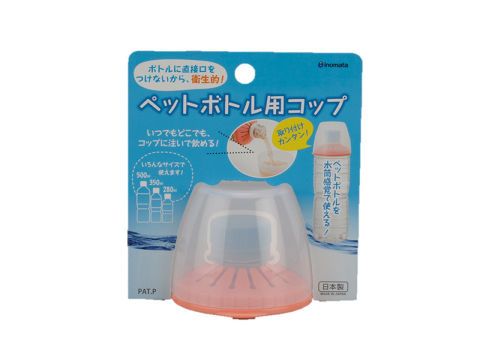 ボトルに直接口を
つけないから、衛生的!
inomata
ペットボトル用コップ
いつでもどこでも、
コップに注いで飲める!
取り付け
カンタン!
いろんなサイズで
使えます!
500ml
350ml
280ml
ペットボトルを
水筒感覚で使える!
PAT.P
日本製
MADE IN JAPAN